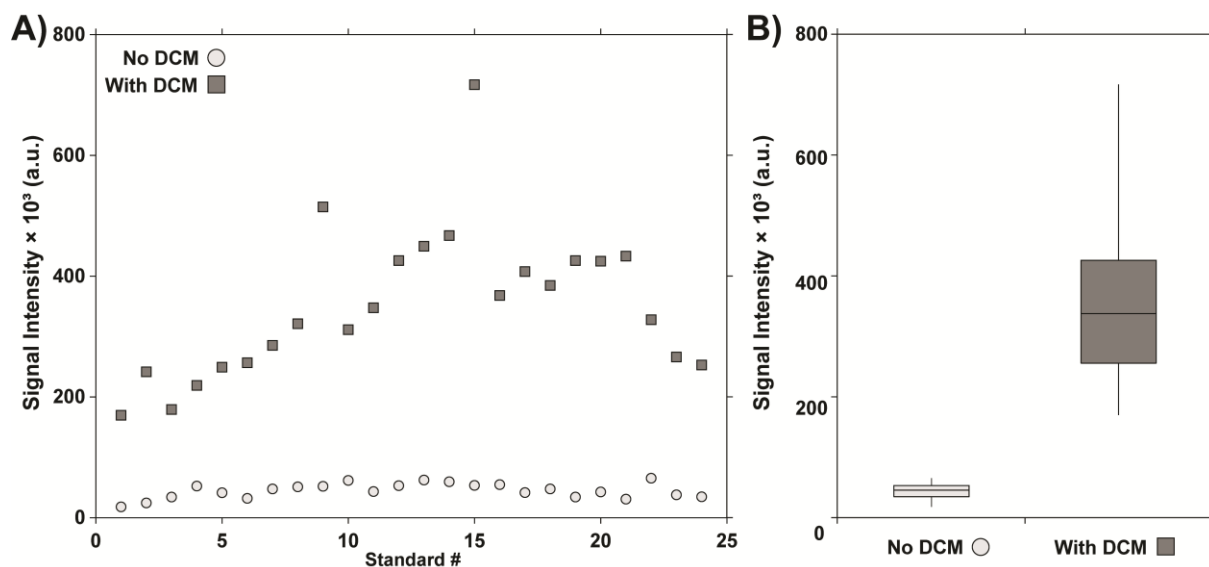 A)
Signal Intensity × 10³ (a.u.)
800
600
400
200
0
No DCM
With DCM
0 5 10 15 20 25
Standard #
B)
Signal Intensity × 10³ (a.u.)
800
600
400
200
0
No DCM With DCM